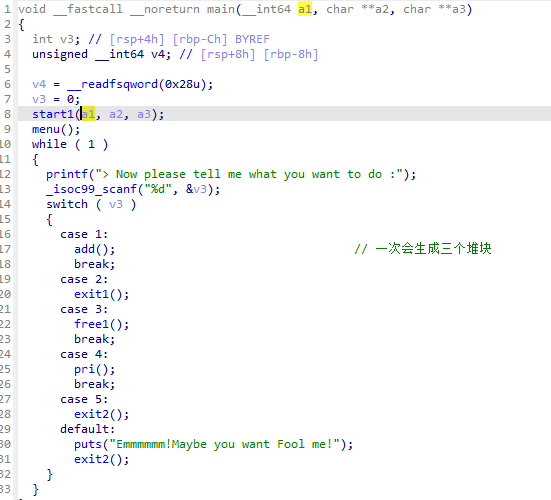 1 void __fastcall __noreturn main(__int64 a1, char **a2, char **a3)
2 {
3 int v3; // [rsp+4h] [rbp-Ch] BYREF
4 unsigned __int64 v4; // [rsp+8h] [rbp-8h]
5
6 v4 = __readfsqword(0x28u);
7 v3 = 0;
8 start1(a1, a2, a3);
9 menu();
10 while ( 1 )
11 {
12 printf("> Now please tell me what you want to do :");
13 _isoc99_scanf("%d", &v3);
14 switch ( v3 )
15 {
16 case 1:
17 add(); // 一次会生成三个堆块
18 break;
19 case 2:
20 exit1();
21 case 3:
22 free1();
23 break;
24 case 4:
25 pri();
26 break;
27 case 5:
28 exit2();
29 default:
30 puts("Emmmmmm!Maybe you want Fool me!");
31 exit2();
32 }
33 }